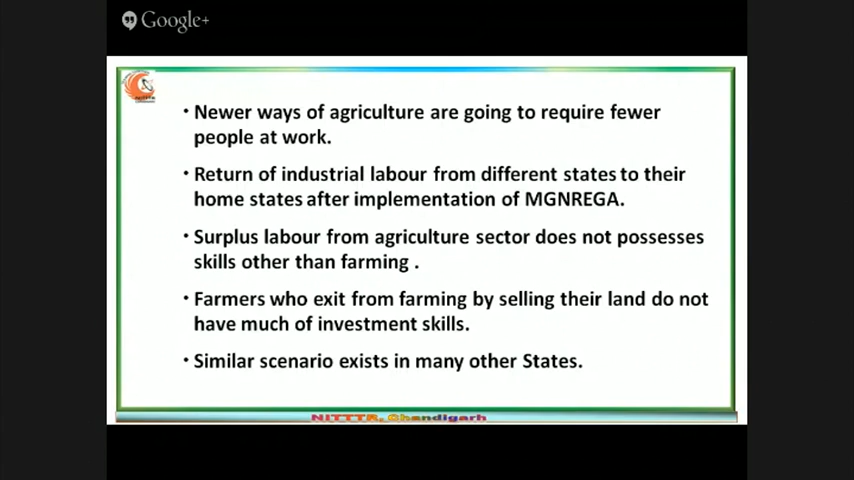 Google+
• Newer ways of agriculture are going to require fewer
people at work.
• Return of industrial labour from different states to their
home states after implementation of MGNREGA.
• Surplus labour from agriculture sector does not possesses
skills other than farming .
• Farmers who exit from farming by selling their land do not
have much of investment skills.
• Similar scenario exists in many other States.
NITTTR, Chandigarh